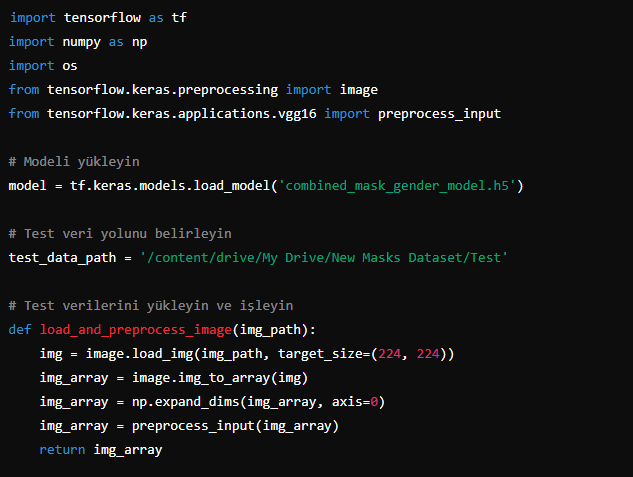 import tensorflow as tf
import numpy as np
import os
from tensorflow.keras.preprocessing import image
from tensorflow.keras.applications.vgg16 import preprocess_input
# Modeli yükleyin
model = tf.keras.models.load_model('combined_mask_gender_model.h5')
# Test veri yolunu belirleyin
test_data_path = '/content/drive/My Drive/New Masks Dataset/Test'
# Test verilerini yükleyin ve işleyin
def load_and_preprocess_image(img_path):
    img = image.load_img(img_path, target_size=(224, 224))
    img_array = image.img_to_array(img)
    img_array = np.expand_dims(img_array, axis=0)
    img_array = preprocess_input(img_array)
    return img_array